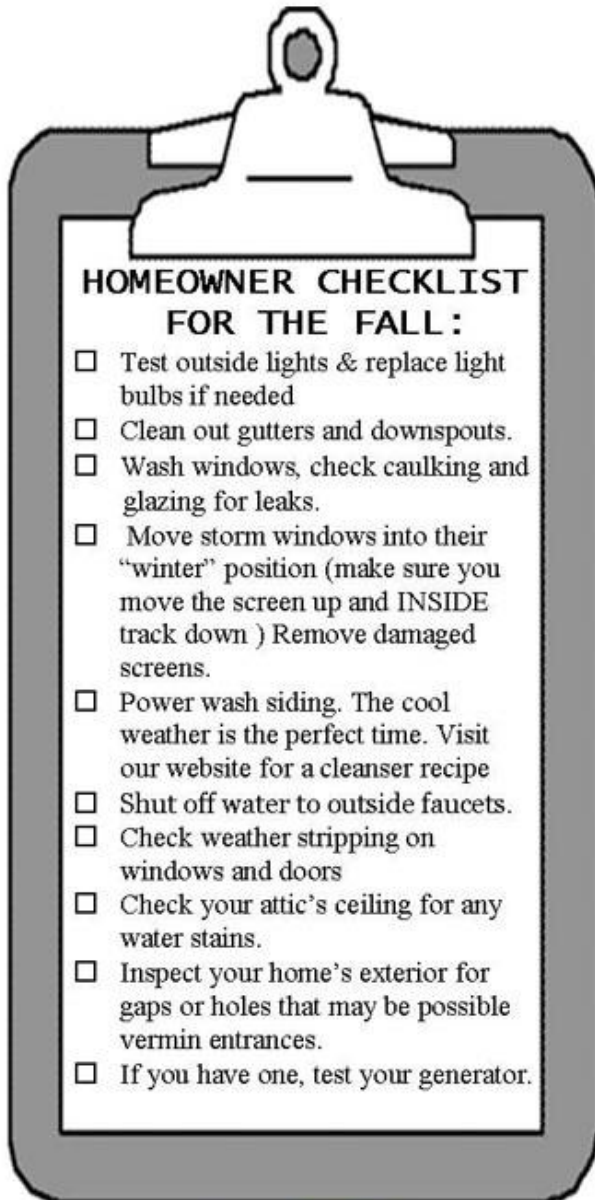 HOMEOWNER CHECKLIST
FOR THE FALL:
Test outside lights & replace light
bulbs if needed
Clean out gutters and downspouts.
Wash windows, check caulking and
glazing for leaks.
Move storm windows into their
“winter” position (make sure you
move the screen up and INSIDE
track down ) Remove damaged
screens.
Power wash siding. The cool
weather is the perfect time. Visit
our website for a cleanser recipe
Shut off water to outside faucets.
Check weather stripping on
windows and doors
Check your attic’s ceiling for any
water stains.
Inspect your home’s exterior for
gaps or holes that may be possible
vermin entrances.
If you have one, test your generator.